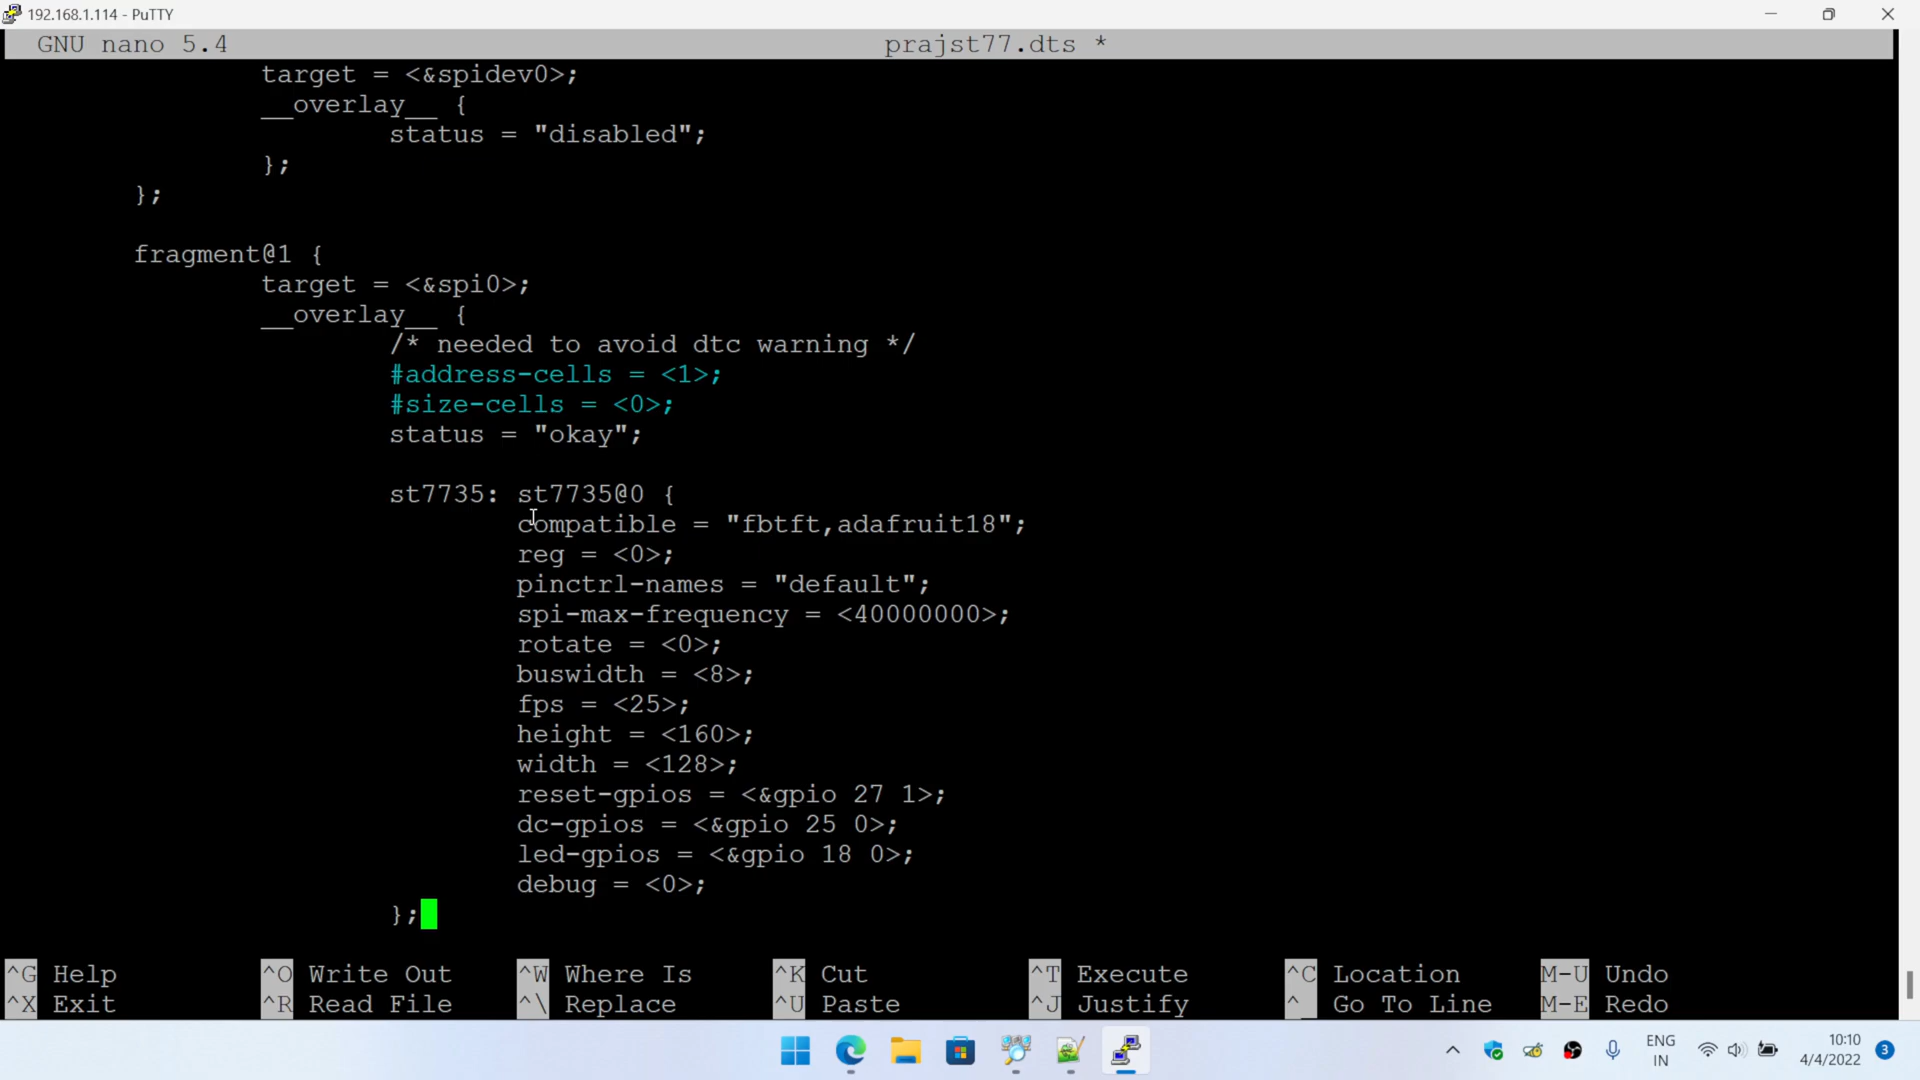 192.168.1.114 - PuTTY
GNU nano 5.4 prajst77.dts *
target = <&spidev0>;
__overlay__ {
status = "disabled";
};
};
fragment@1 {
target = <&spi0>;
__overlay__ {
/* needed to avoid dtc warning */
#address-cells = <1>;
#size-cells = <0>;
status = "okay";
st7735: st7735@0 {
compatible = "fbtft,adafruit18";
reg = <0>;
pinctrl-names = "default";
spi-max-frequency = <40000000>;
rotate = <0>;
buswidth = <8>;
fps = <25>;
height = <160>;
width = <128>;
reset-gpios = <&gpio 27 1>;
dc-gpios = <&gpio 25 0>;
led-gpios = <&gpio 18 0>;
debug = <0>;
};
^G Help ^O Write Out ^W Where Is ^K Cut ^T Execute ^C Location M-U Undo
^X Exit ^R Read File ^\ Replace ^U Paste ^J Justify ^_ Go To Line M-E Redo
ENG
IN
10:10
4/4/2022
3